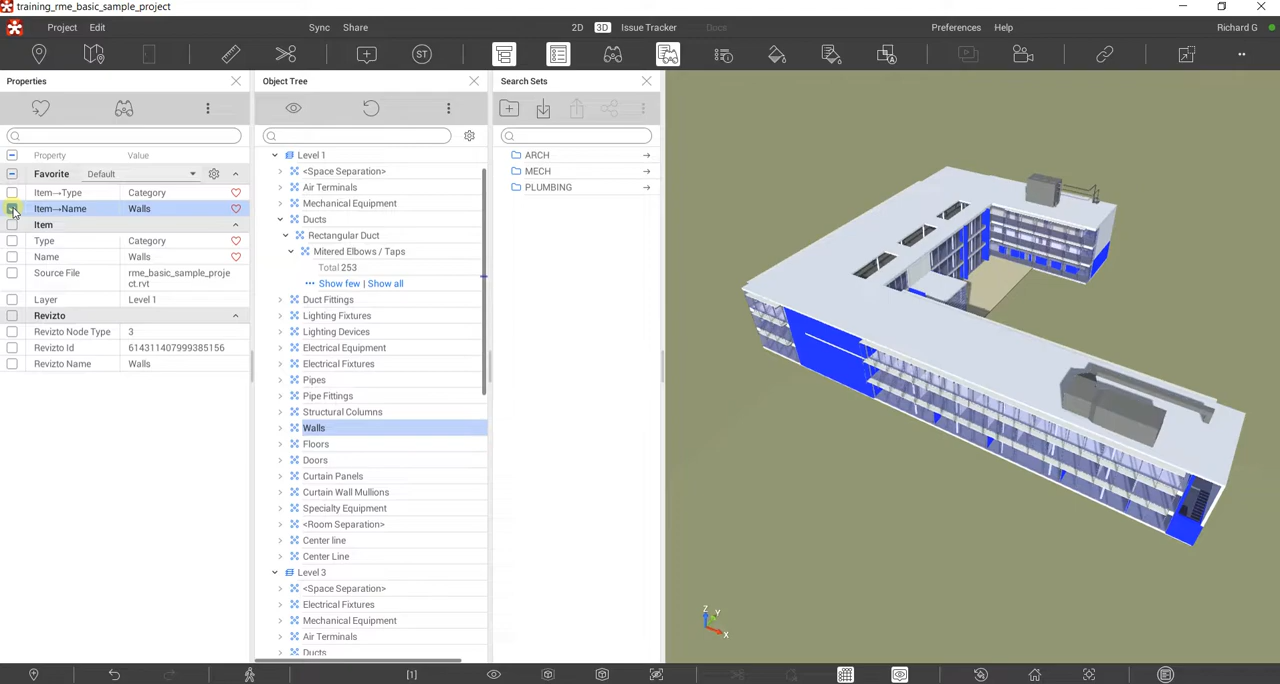 training_rme_basic_sample_project
Project Edit Sync Share 2D 3D Issue Tracker Docs Preferences Help Richard G
ST
Properties
Property Value
Favorite Default
Item→Type Category
Item→Name Walls
Item
Type Category
Name Walls
Source File rme_basic_sample_proje
ct.rvt
Layer Level 1
Revizto
Revizto Node Type 3
Revizto Id 614311407999385156
Revizto Name Walls
Object Tree
Level 1
<Space Separation>
Air Terminals
Mechanical Equipment
Ducts
Rectangular Duct
Mitered Elbows / Taps
Total 253
••• Show few | Show all
Duct Fittings
Lighting Fixtures
Lighting Devices
Electrical Equipment
Electrical Fixtures
Pipes
Pipe Fittings
Structural Columns
Walls
Floors
Doors
Curtain Panels
Curtain Wall Mullions
Specialty Equipment
<Room Separation>
Center line
Center Line
Level 3
<Space Separation>
Electrical Fixtures
Mechanical Equipment
Air Terminals
Ducts
Search Sets
ARCH →
MECH →
PLUMBING →
Z
Y
X
[1]